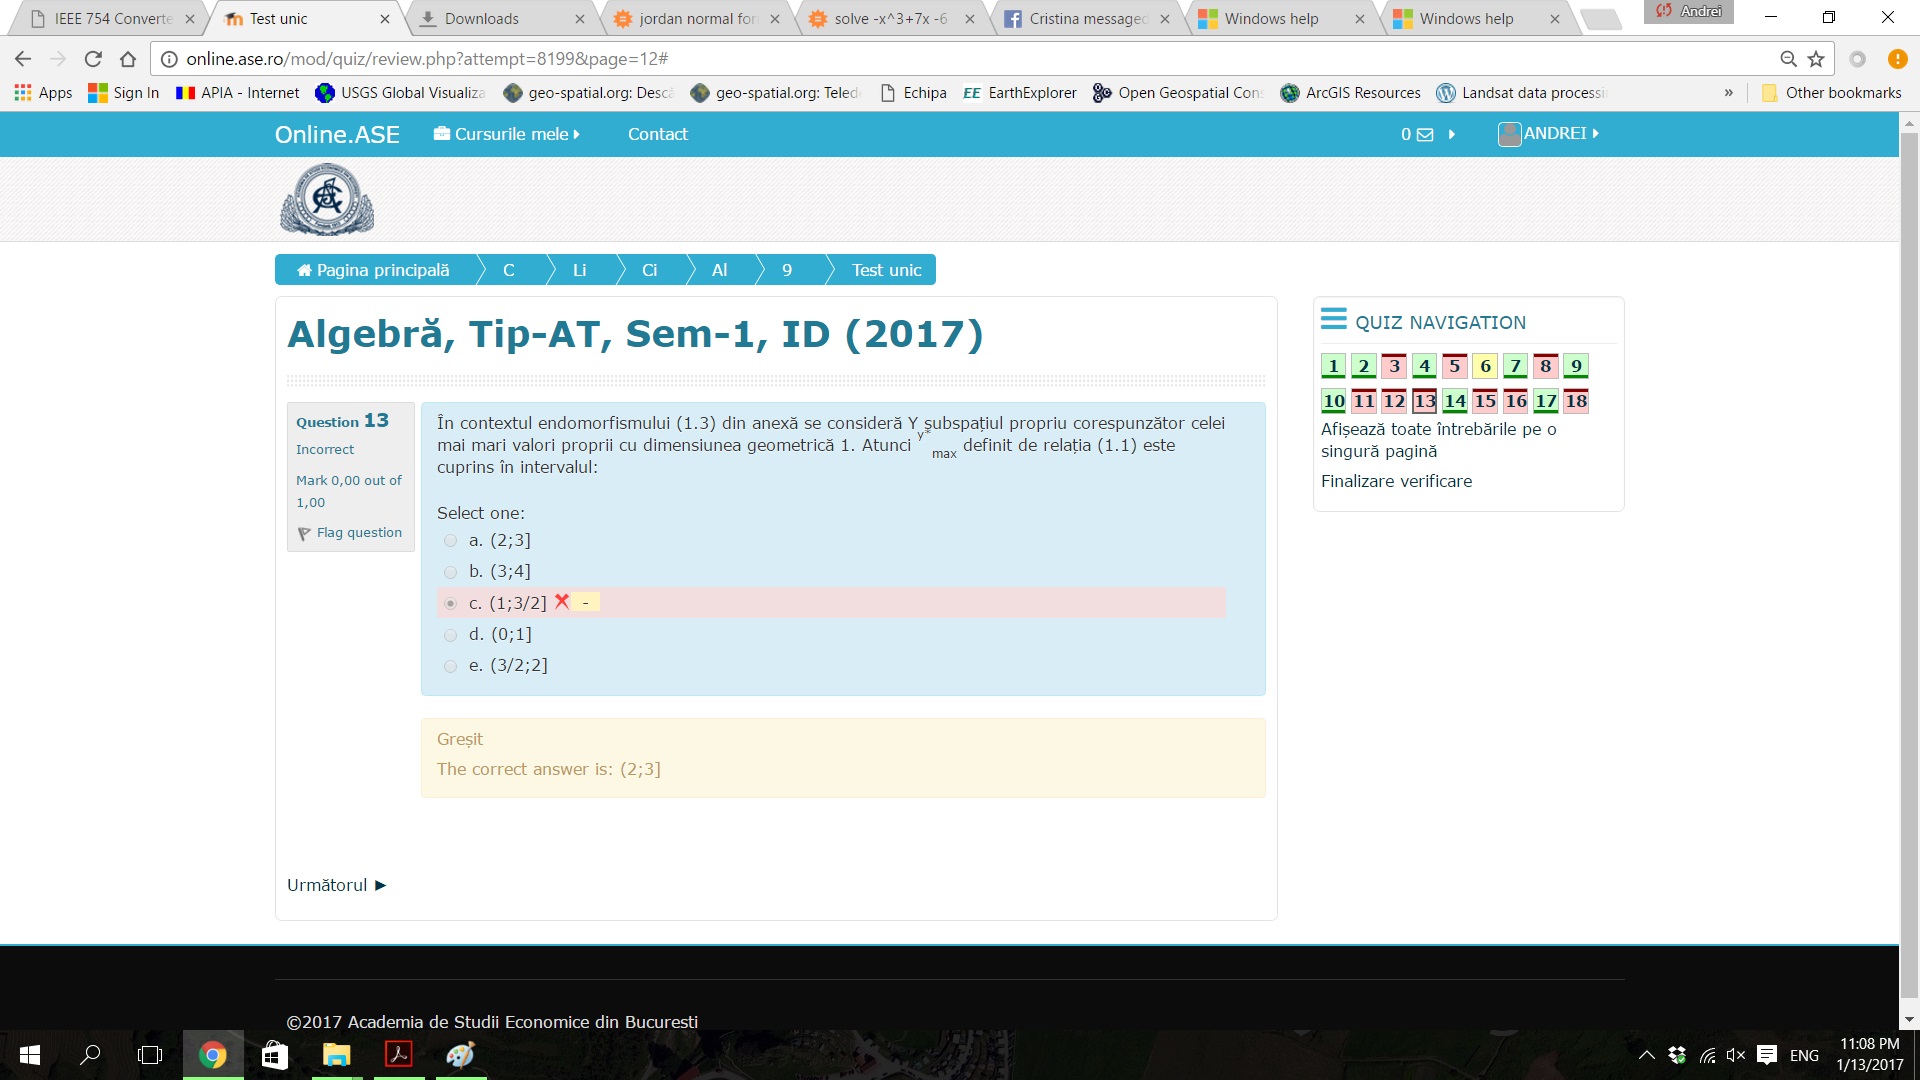 IEEE 754 Converte
Test unic
Downloads
jordan normal for
solve -x^3+7x -6
Cristina messaged
Windows help
Windows help
Andrei
online.ase.ro/mod/quiz/review.php?attempt=8199&page=12#
Apps
Sign In
APIA - Internet
USGS Global Visualiza
geo-spatial.org: Descă
geo-spatial.org: Teled
Echipa
EE EarthExplorer
Open Geospatial Con
ArcGIS Resources
Landsat data processi
»
Other bookmarks
Online.ASE
Cursurile mele
Contact
0
ANDREI
Pagina principală
C
Li
Ci
Al
9
Test unic
Algebră, Tip-AT, Sem-1, ID (2017)
Question 13
Incorrect
Mark 0,00 out of
1,00
Flag question
În contextul endomorfismului (1.3) din anexă se consideră Y subspațiul propriu corespunzător celei
mai mari valori proprii cu dimensiunea geometrică 1. Atunci y* max definit de relația (1.1) este
cuprins în intervalul:
Select one:
a. (2;3]
b. (3;4]
c. (1;3/2] -
d. (0;1]
e. (3/2;2]
Greșit
The correct answer is: (2;3]
Următorul ►
QUIZ NAVIGATION
1 2 3 4 5 6 7 8 9
10 11 12 13 14 15 16 17 18
Afișează toate întrebările pe o
singură pagină
Finalizare verificare
©2017 Academia de Studii Economice din Bucuresti
ENG
11:08 PM
1/13/2017